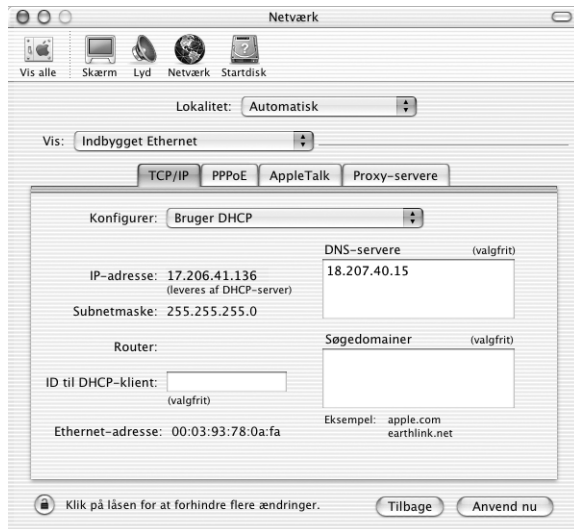 Netværk
Vis alle Skærm Lyd Netværk Startdisk
Lokalitet: Automatisk
Vis: Indbygget Ethernet
TCP/IP PPPoE AppleTalk Proxy-servere
Konfigurer: Bruger DHCP
DNS-servere (valgfrit)
18.207.40.15
IP-adresse: 17.206.41.136
(leveres af DHCP-server)
Subnetmaske: 255.255.255.0
Router:
Søgedomainer (valgfrit)
ID til DHCP-klient:
(valgfrit)
Eksempel: apple.com
earthlink.net
Ethernet-adresse: 00:03:93:78:0a:fa
Klik på låsen for at forhindre flere ændringer.
Tilbage Anvend nu